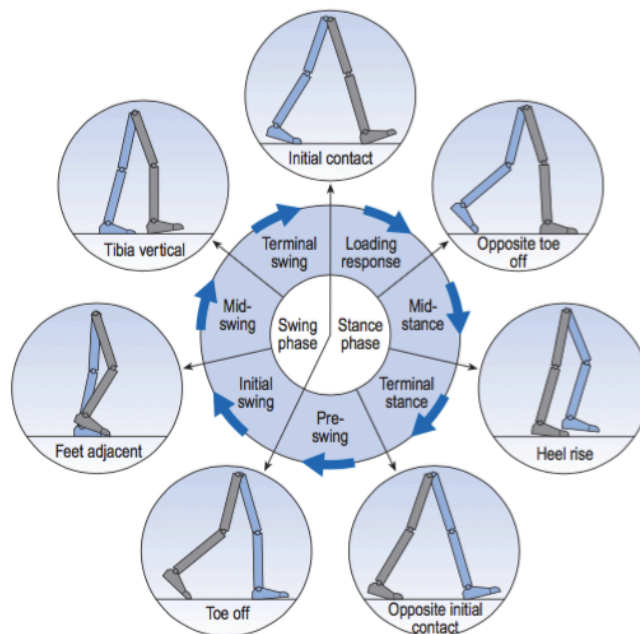 Initial contact
Tibia vertical
Opposite toe
off
Terminal
swing
Loading
response
Mid-
swing
Swing
phase
Stance
phase
Mid-
stance
Feet adjacent
Initial
swing
Terminal
stance
Heel rise
Pre-
swing
Toe off
Opposite initial
contact